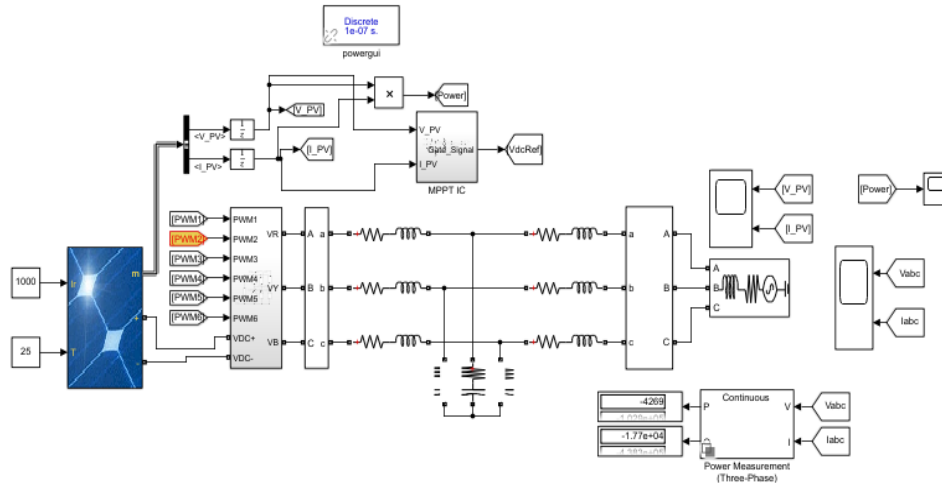 Discrete
1e-07 s.
powergui
<V_PV>
1
z
[V_PV]
×
[Power]
<I_PV>
1
z
[I_PV]
V_PV
Gate_Signal
I_PV
MPPT IC
[VdcRef]
[V_PV]
[I_PV]
[Power]
[PWM1]
[PWM2]
[PWM3]
[PWM4]
[PWM5]
[PWM6]
PWM1
PWM2
PWM3
PWM4
PWM5
PWM6
VDC+
VDC-
VR
VY
VB
A a
B b
C c
a A
b B
c C
A
B
C
1000
25
Ir
T
m
+
-
Vabc
Iabc
-4269
-1.77e+04
P
Continuous
V
I
Vabc
Iabc
Power Measurement
(Three-Phase)